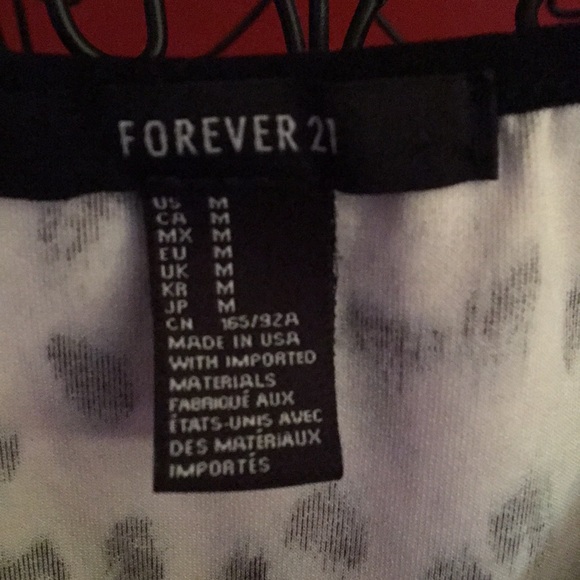 FOREVER 21
US M
CA M
MX M
EU M
UK M
KR M
JP M
CN 165/92A
MADE IN USA
WITH IMPORTED
MATERIALS
FABRIQUÉ AUX
ÉTATS-UNIS AVEC
DES MATÉRIAUX
IMPORTÉS